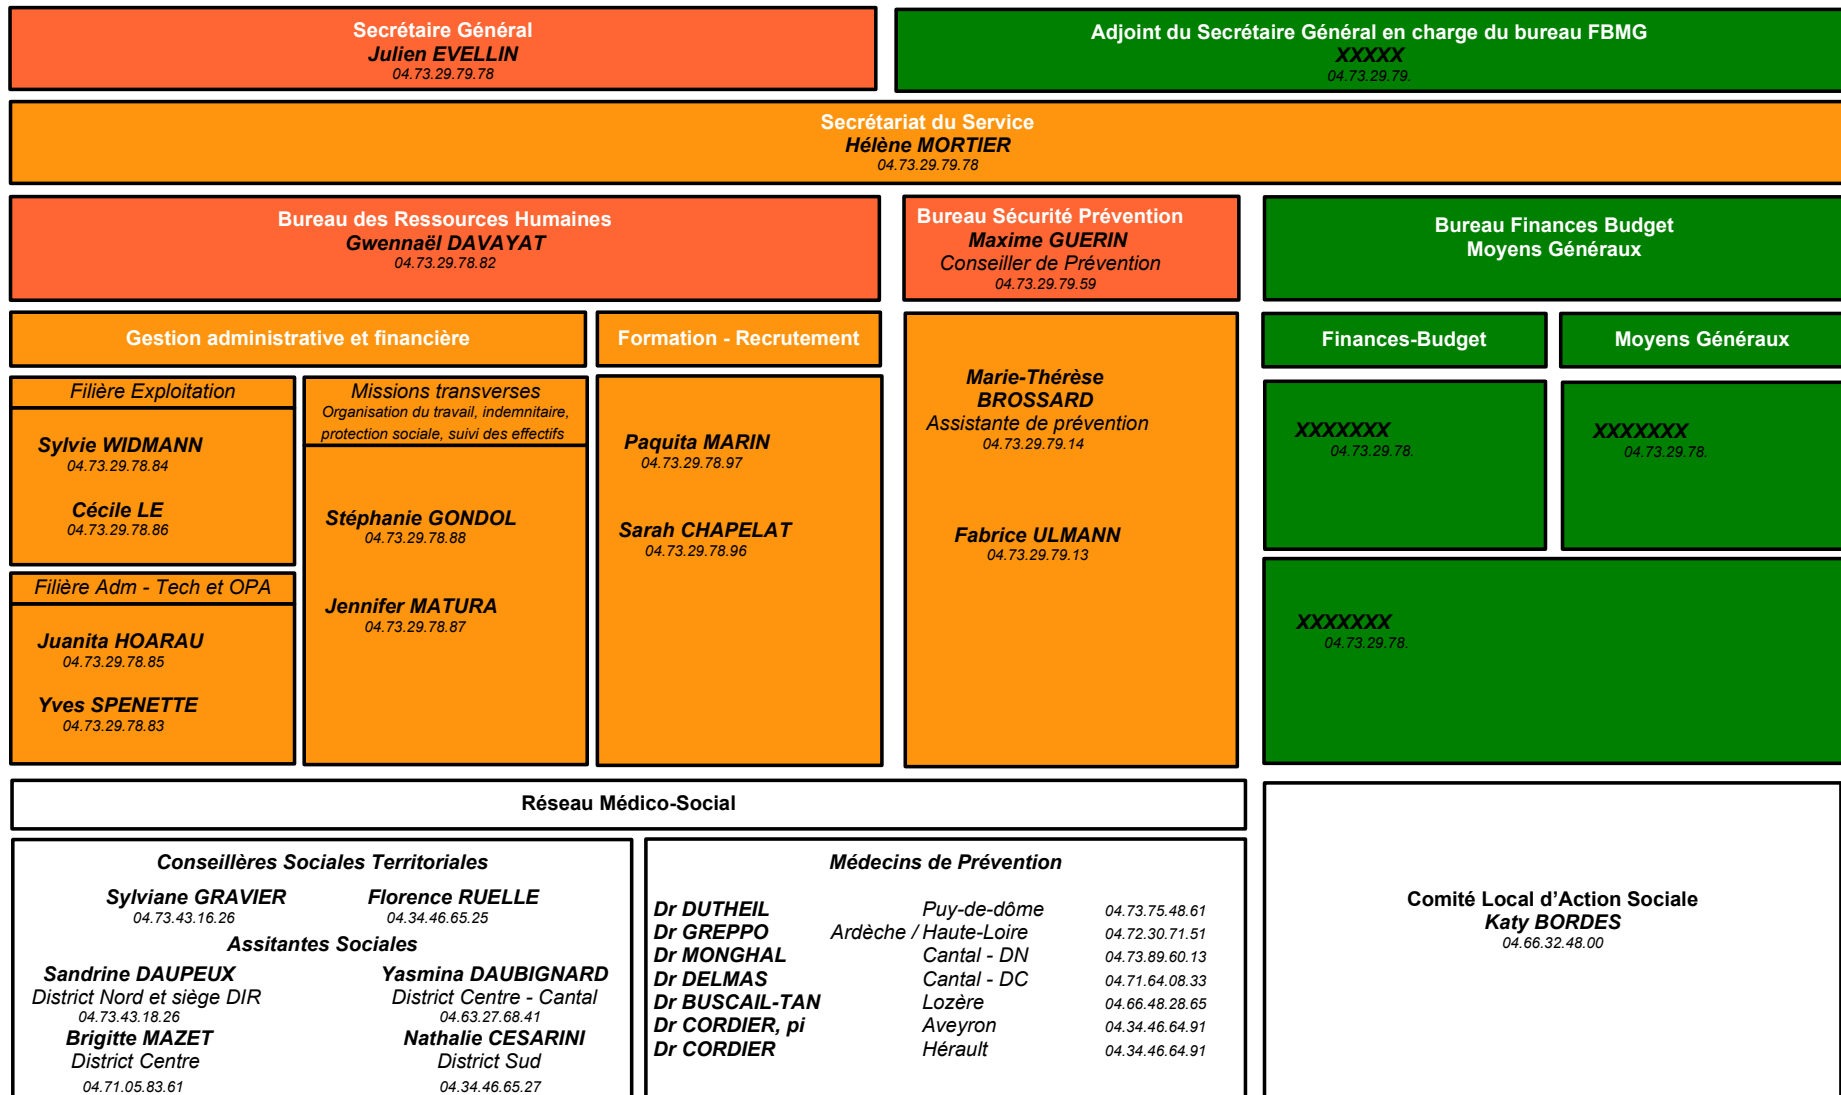 Secrétaire Général
Julien EVELLIN
04.73.29.79.78
Adjoint du Secrétaire Général en charge du bureau FBMG
XXXXX
04.73.29.79.
Secrétariat du Service
Hélène MORTIER
04.73.29.79.78
Bureau des Ressources Humaines
Gwennaël DAVAYAT
04.73.29.78.82
Bureau Sécurité Prévention
Maxime GUERIN
Conseiller de Prévention
04.73.29.79.59
Bureau Finances Budget
Moyens Généraux
Gestion administrative et financière
Formation - Recrutement
Finances-Budget
Moyens Généraux
Filière Exploitation
Sylvie WIDMANN
04.73.29.78.84
Cécile LE
04.73.29.78.86
Filière Adm - Tech et OPA
Juanita HOARAU
04.73.29.78.85
Yves SPENETTE
04.73.29.78.83
Missions transverses
Organisation du travail, indemnitaire,
protection sociale, suivi des effectifs
Stéphanie GONDOL
04.73.29.78.88
Jennifer MATURA
04.73.29.78.87
Paquita MARIN
04.73.29.78.97
Sarah CHAPELAT
04.73.29.78.96
Marie-Thérèse
BROSSARD
Assistante de prévention
04.73.29.79.14
Fabrice ULMANN
04.73.29.79.13
XXXXXXX
04.73.29.78.
XXXXXXX
04.73.29.78.
XXXXXXX
04.73.29.78.
Réseau Médico-Social
Conseillères Sociales Territoriales
Sylviane GRAVIER
04.73.43.16.26
Florence RUELLE
04.34.46.65.25
Assitantes Sociales
Sandrine DAUPEUX
District Nord et siège DIR
04.73.43.18.26
Yasmina DAUBIGNARD
District Centre - Cantal
04.63.27.68.41
Brigitte MAZET
District Centre
04.71.05.83.61
Nathalie CESARINI
District Sud
04.34.46.65.27
Médecins de Prévention
Dr DUTHEIL Puy-de-dôme 04.73.75.48.61
Dr GREPPO Ardèche / Haute-Loire 04.72.30.71.51
Dr MONGHAL Cantal - DN 04.73.89.60.13
Dr DELMAS Cantal - DC 04.71.64.08.33
Dr BUSCAIL-TAN Lozère 04.66.48.28.65
Dr CORDIER, pi Aveyron 04.34.46.64.91
Dr CORDIER Hérault 04.34.46.64.91
Comité Local d'Action Sociale
Katy BORDES
04.66.32.48.00